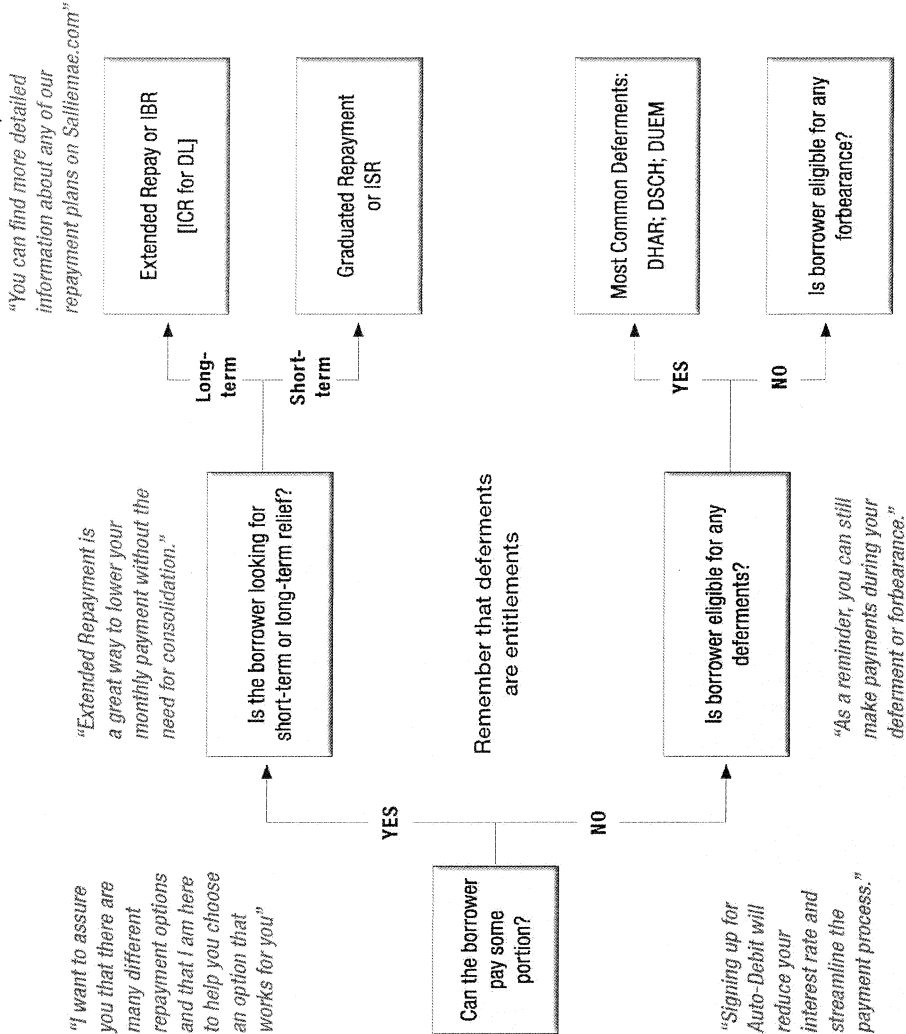 "I want to assure
you that there are
many different
repayment options
and that I am here
to help you choose
an option that
works for you"
Can the borrower
pay some
portion?
"Signing up for
Auto-Debit will
reduce your
interest rate and
streamline the
payment process."
YES
NO
"Extended Repayment is
a great way to lower your
monthly payment without the
need for consolidation."
Is the borrower looking for
short-term or long-term relief?
Remember that deferments
are entitlements
Is borrower eligible for any
deferments?
"As a reminder, you can still
make payments during your
deferment or forbearance."
Long-
term
Short-
term
YES
NO
"You can find more detailed
information about any of our
repayment plans on Salliemae.com"
Extended Repay or IBR
[ICR for DL]
Graduated Repayment
or ISR
Most Common Deferments:
DHAR; DSCH; DUEM
Is borrower eligible for any
forbearance?